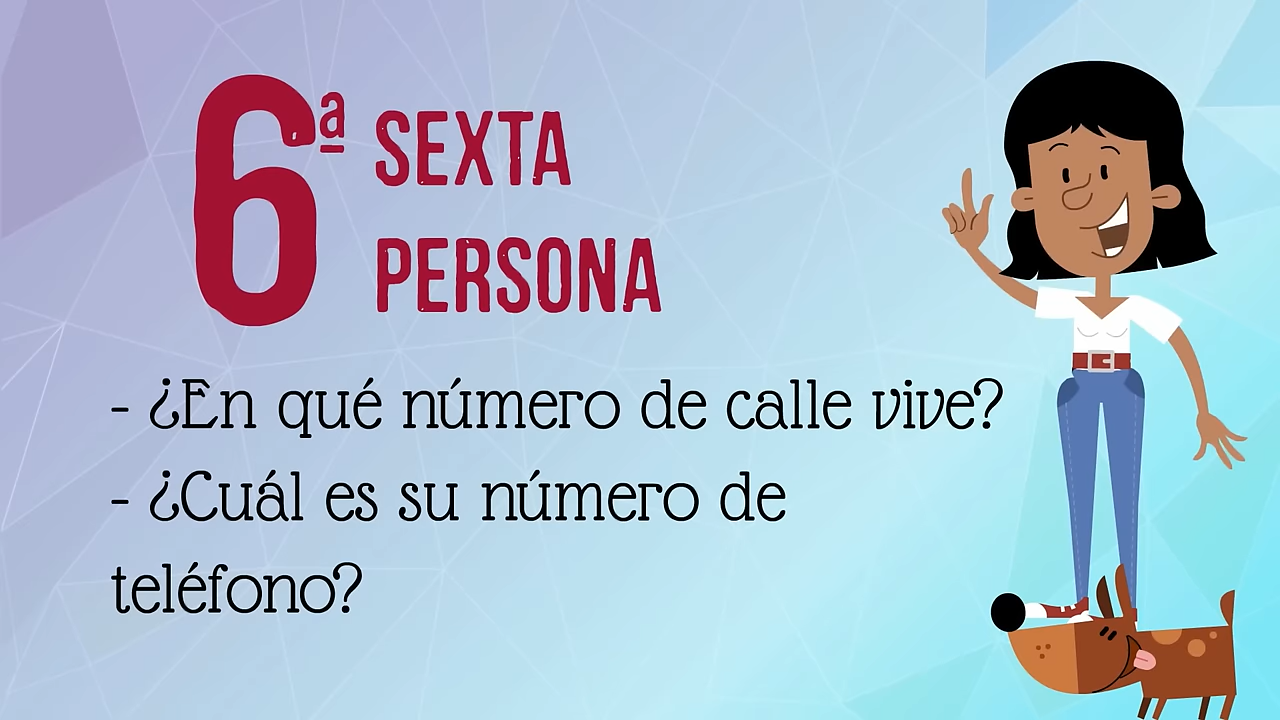 6ª SEXTA
PERSONA
- ¿En qué número de calle vive?
- ¿Cuál es su número de
teléfono?